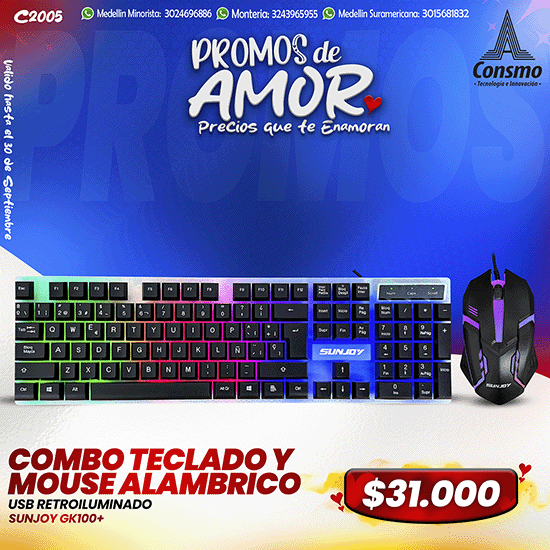 C2005
Medellin Minorista: 3024696886
Monteria: 3243965955
Medellin Suramericana: 3015681832
Valido hasta el 30 de Septiembre
PROMOS de
AMOR
Precios que te Enamoran
Consmo
• Tecnología e Innovación •
PROMOS
SUNJOY
SUNJOY
COMBO TECLADO Y
MOUSE ALAMBRICO
USB RETROILUMINADO
SUNJOY GK100+
$31.000